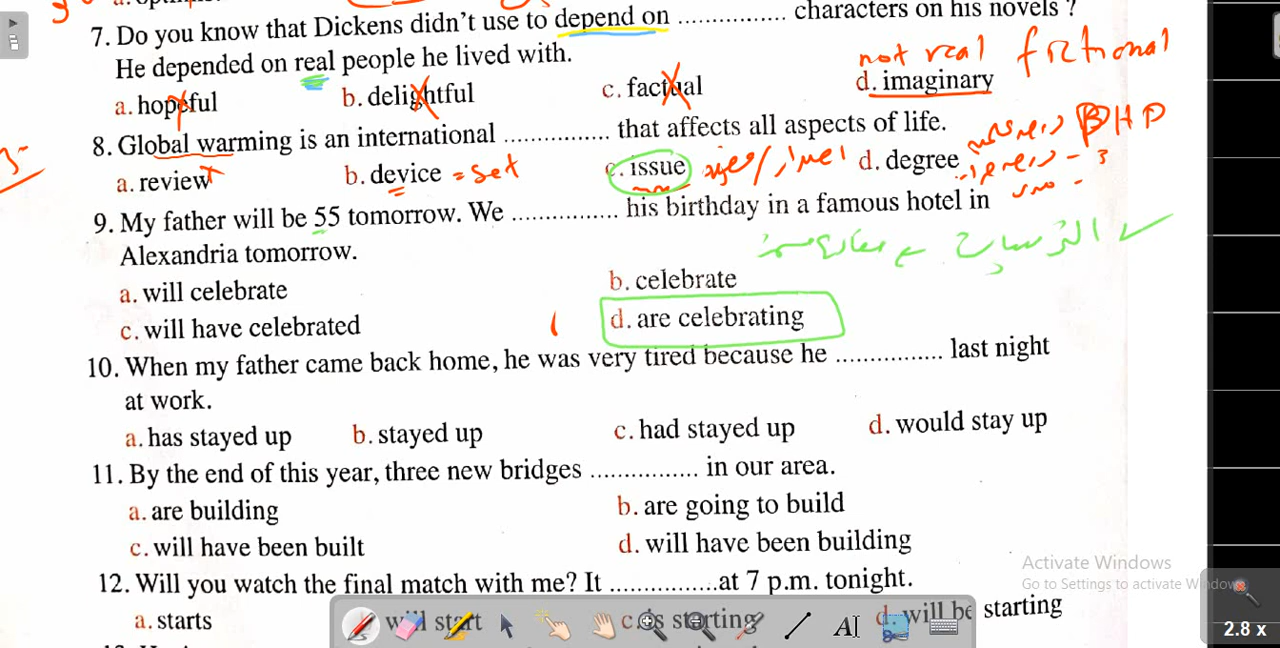 7. Do you know that Dickens didn't use to depend on ............... characters on his novels ?
not real fictional
He depended on real people he lived with.
a. hopeful b. delightful c. factual d. imaginary
8. Global warming is an international ............... that affects all aspects of life.
BHP
a. review b. device = set c. issue d. degree
9. My father will be 55 tomorrow. We ............... his birthday in a famous hotel in
Alexandria tomorrow.
a. will celebrate b. celebrate
c. will have celebrated d. are celebrating
10. When my father came back home, he was very tired because he ............... last night
at work.
a. has stayed up b. stayed up c. had stayed up d. would stay up
11. By the end of this year, three new bridges ............... in our area.
a. are building b. are going to build
c. will have been built d. will have been building
12. Will you watch the final match with me? It ...............at 7 p.m. tonight.
a. starts will start c. is starting d. will be starting
Activate Windows
Go to Settings to activate Windows
AI
2.8 x